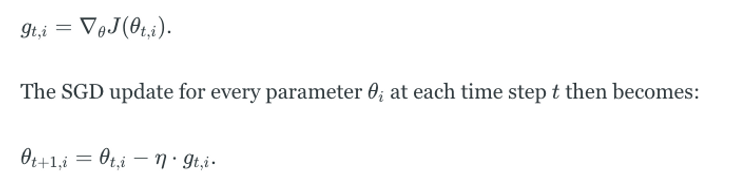 g_{t,i} = ∇_θ J(θ_{t,i}).
The SGD update for every parameter θ_i at each time step t then becomes:
θ_{t+1,i} = θ_{t,i} − η · g_{t,i}.